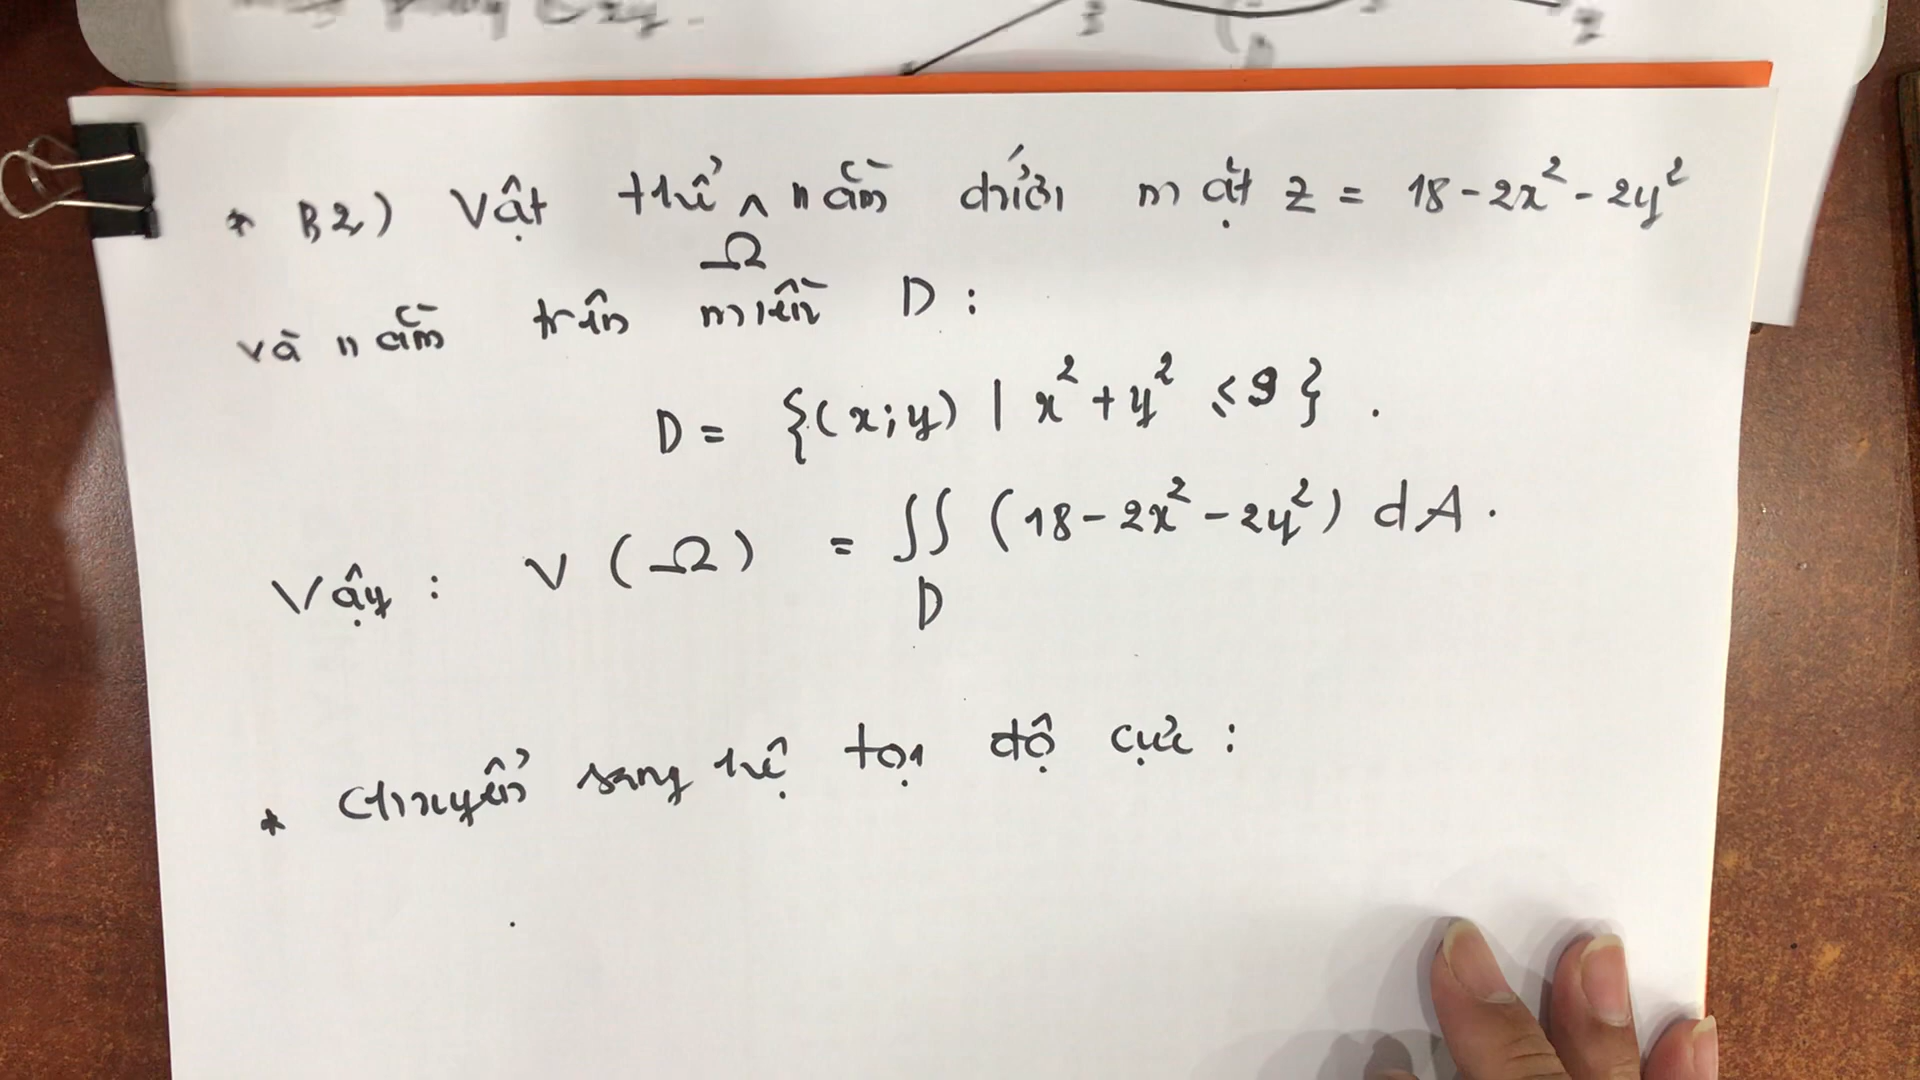 * B2) Vật thể ^ nằm dưới mặt z = 18 - 2x² - 2y²
Ω
và nằm trên miền D :
D = {(x;y) | x² + y² ≤ 9} .
Vậy : V (Ω) = ∬ (18 - 2x² - 2y²) dA .
D
* Chuyển sang hệ tọa độ cực :